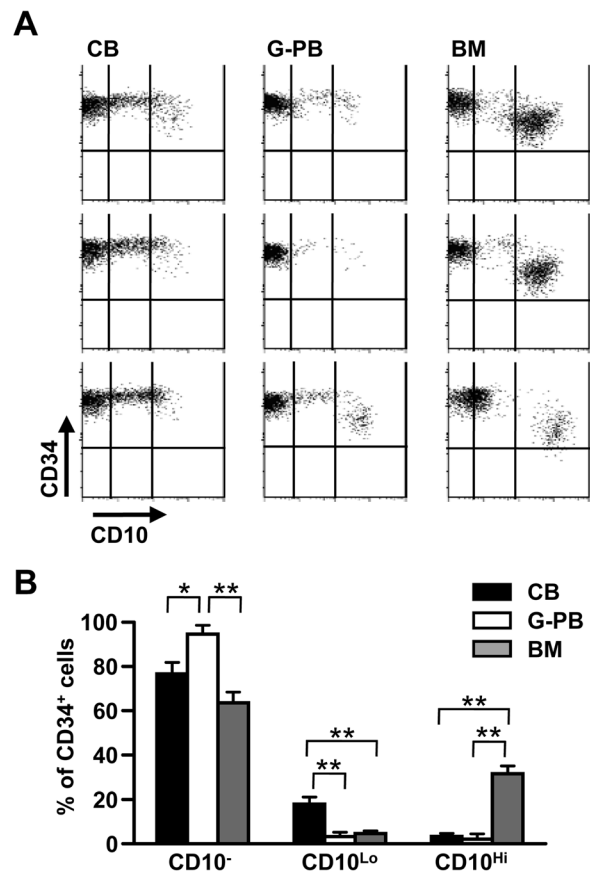 A
CB G-PB BM
CD34
CD10
B
% of CD34⁺ cells
100
80
60
40
20
0
* **
**
**
**
**
CB
G-PB
BM
CD10⁻ CD10ᴸᵒ CD10ᴴⁱ